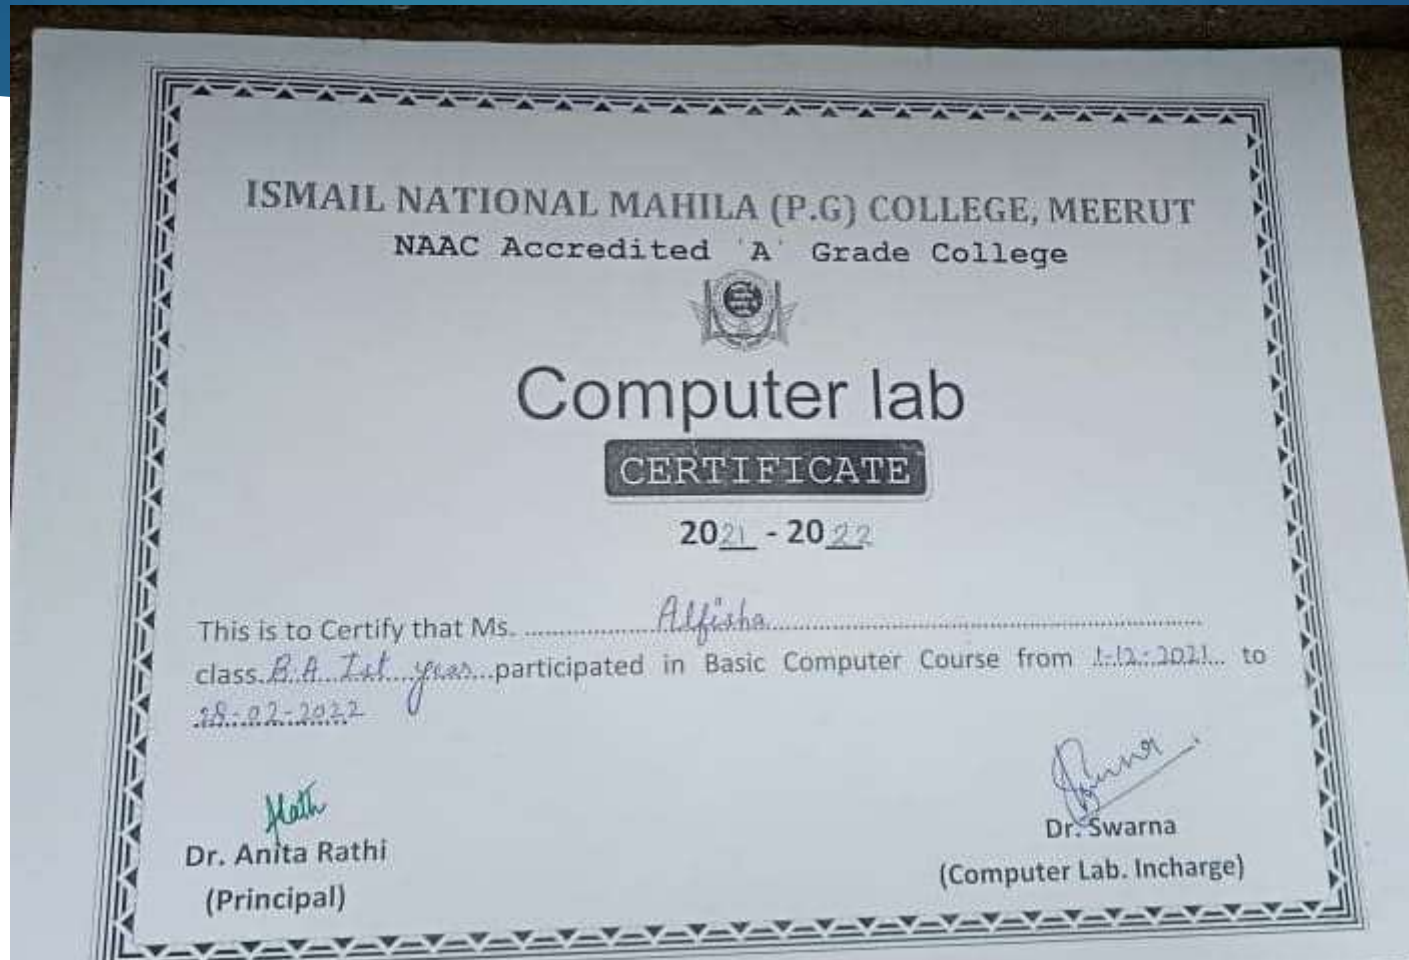 ISMAIL NATIONAL MAHILA (P.G) COLLEGE, MEERUT
NAAC Accredited 'A' Grade College
Computer lab
CERTIFICATE
2021 - 2022
This is to Certify that Ms. Alfisha
class B.A Ist year participated in Basic Computer Course from 1-12-2021 to
28-02-2022
Dr. Anita Rathi
(Principal)
Dr. Swarna
(Computer Lab. Incharge)